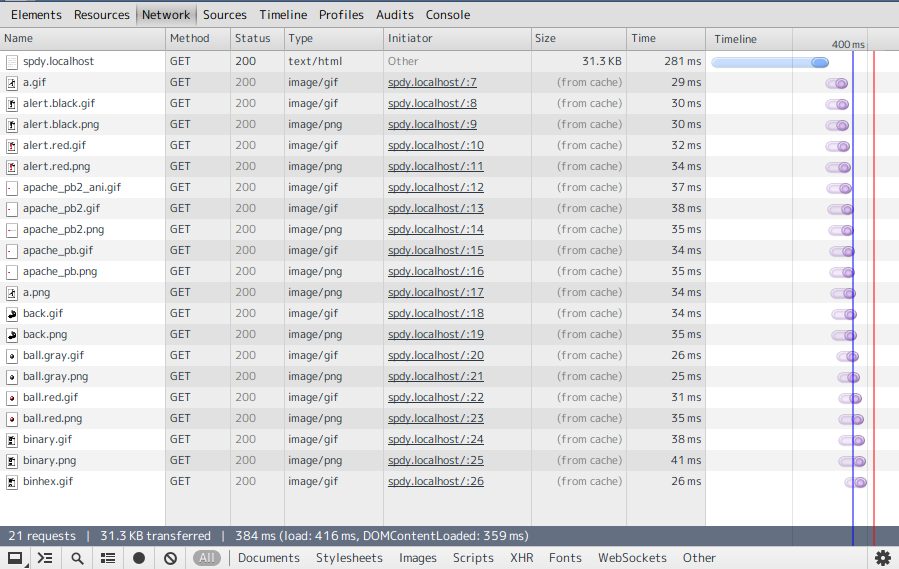 Elements Resources Network Sources Timeline Profiles Audits Console
Name Method Status Type Initiator Size Time Timeline 400 ms
spdy.localhost GET 200 text/html Other 31.3 KB 281 ms
a.gif GET 200 image/gif spdy.localhost/:7 (from cache) 29 ms
alert.black.gif GET 200 image/gif spdy.localhost/:8 (from cache) 30 ms
alert.black.png GET 200 image/png spdy.localhost/:9 (from cache) 30 ms
alert.red.gif GET 200 image/gif spdy.localhost/:10 (from cache) 32 ms
alert.red.png GET 200 image/png spdy.localhost/:11 (from cache) 34 ms
apache_pb2_ani.gif GET 200 image/gif spdy.localhost/:12 (from cache) 37 ms
apache_pb2.gif GET 200 image/gif spdy.localhost/:13 (from cache) 38 ms
apache_pb2.png GET 200 image/png spdy.localhost/:14 (from cache) 35 ms
apache_pb.gif GET 200 image/gif spdy.localhost/:15 (from cache) 35 ms
apache_pb.png GET 200 image/png spdy.localhost/:16 (from cache) 35 ms
a.png GET 200 image/png spdy.localhost/:17 (from cache) 34 ms
back.gif GET 200 image/gif spdy.localhost/:18 (from cache) 34 ms
back.png GET 200 image/png spdy.localhost/:19 (from cache) 35 ms
ball.gray.gif GET 200 image/gif spdy.localhost/:20 (from cache) 26 ms
ball.gray.png GET 200 image/png spdy.localhost/:21 (from cache) 25 ms
ball.red.gif GET 200 image/gif spdy.localhost/:22 (from cache) 31 ms
ball.red.png GET 200 image/png spdy.localhost/:23 (from cache) 35 ms
binary.gif GET 200 image/gif spdy.localhost/:24 (from cache) 38 ms
binary.png GET 200 image/png spdy.localhost/:25 (from cache) 41 ms
binhex.gif GET 200 image/gif spdy.localhost/:26 (from cache) 26 ms
21 requests | 31.3 KB transferred | 384 ms (load: 416 ms, DOMContentLoaded: 359 ms)
All Documents Stylesheets Images Scripts XHR Fonts WebSockets Other